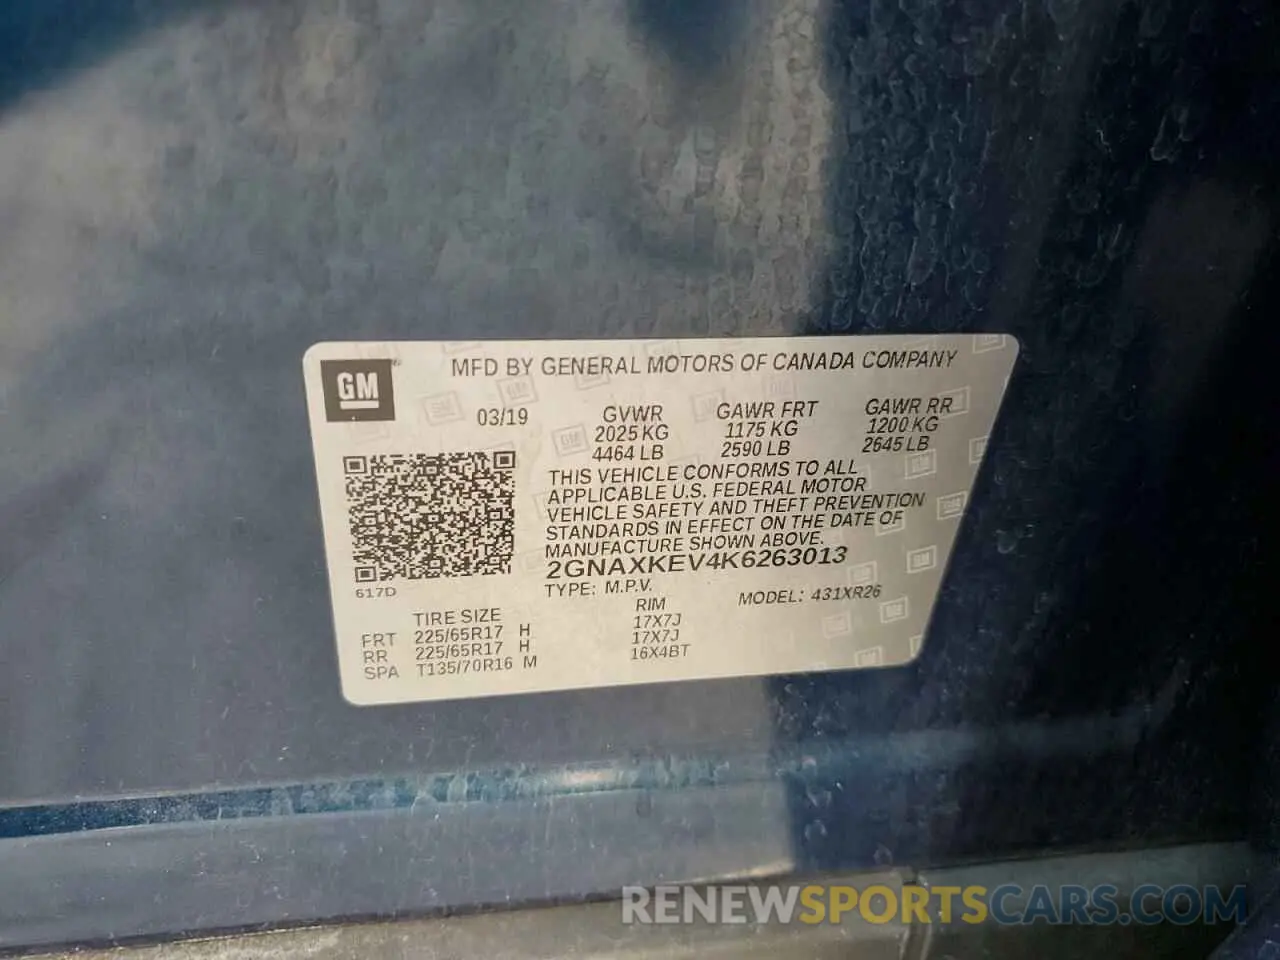 GM
MFD BY GENERAL MOTORS OF CANADA COMPANY
03/19 GVWR GAWR FRT GAWR RR
2025 KG 1175 KG 1200 KG
4464 LB 2590 LB 2645 LB
THIS VEHICLE CONFORMS TO ALL
APPLICABLE U.S. FEDERAL MOTOR
VEHICLE SAFETY AND THEFT PREVENTION
STANDARDS IN EFFECT ON THE DATE OF
MANUFACTURE SHOWN ABOVE.
2GNAXKEV4K6263013
617D
TYPE: M.P.V. MODEL: 431XR26
TIRE SIZE RIM
FRT 225/65R17 H 17X7J
RR 225/65R17 H 17X7J
SPA T135/70R16 M 16X4BT
RENEWSPORTSCARS.COM